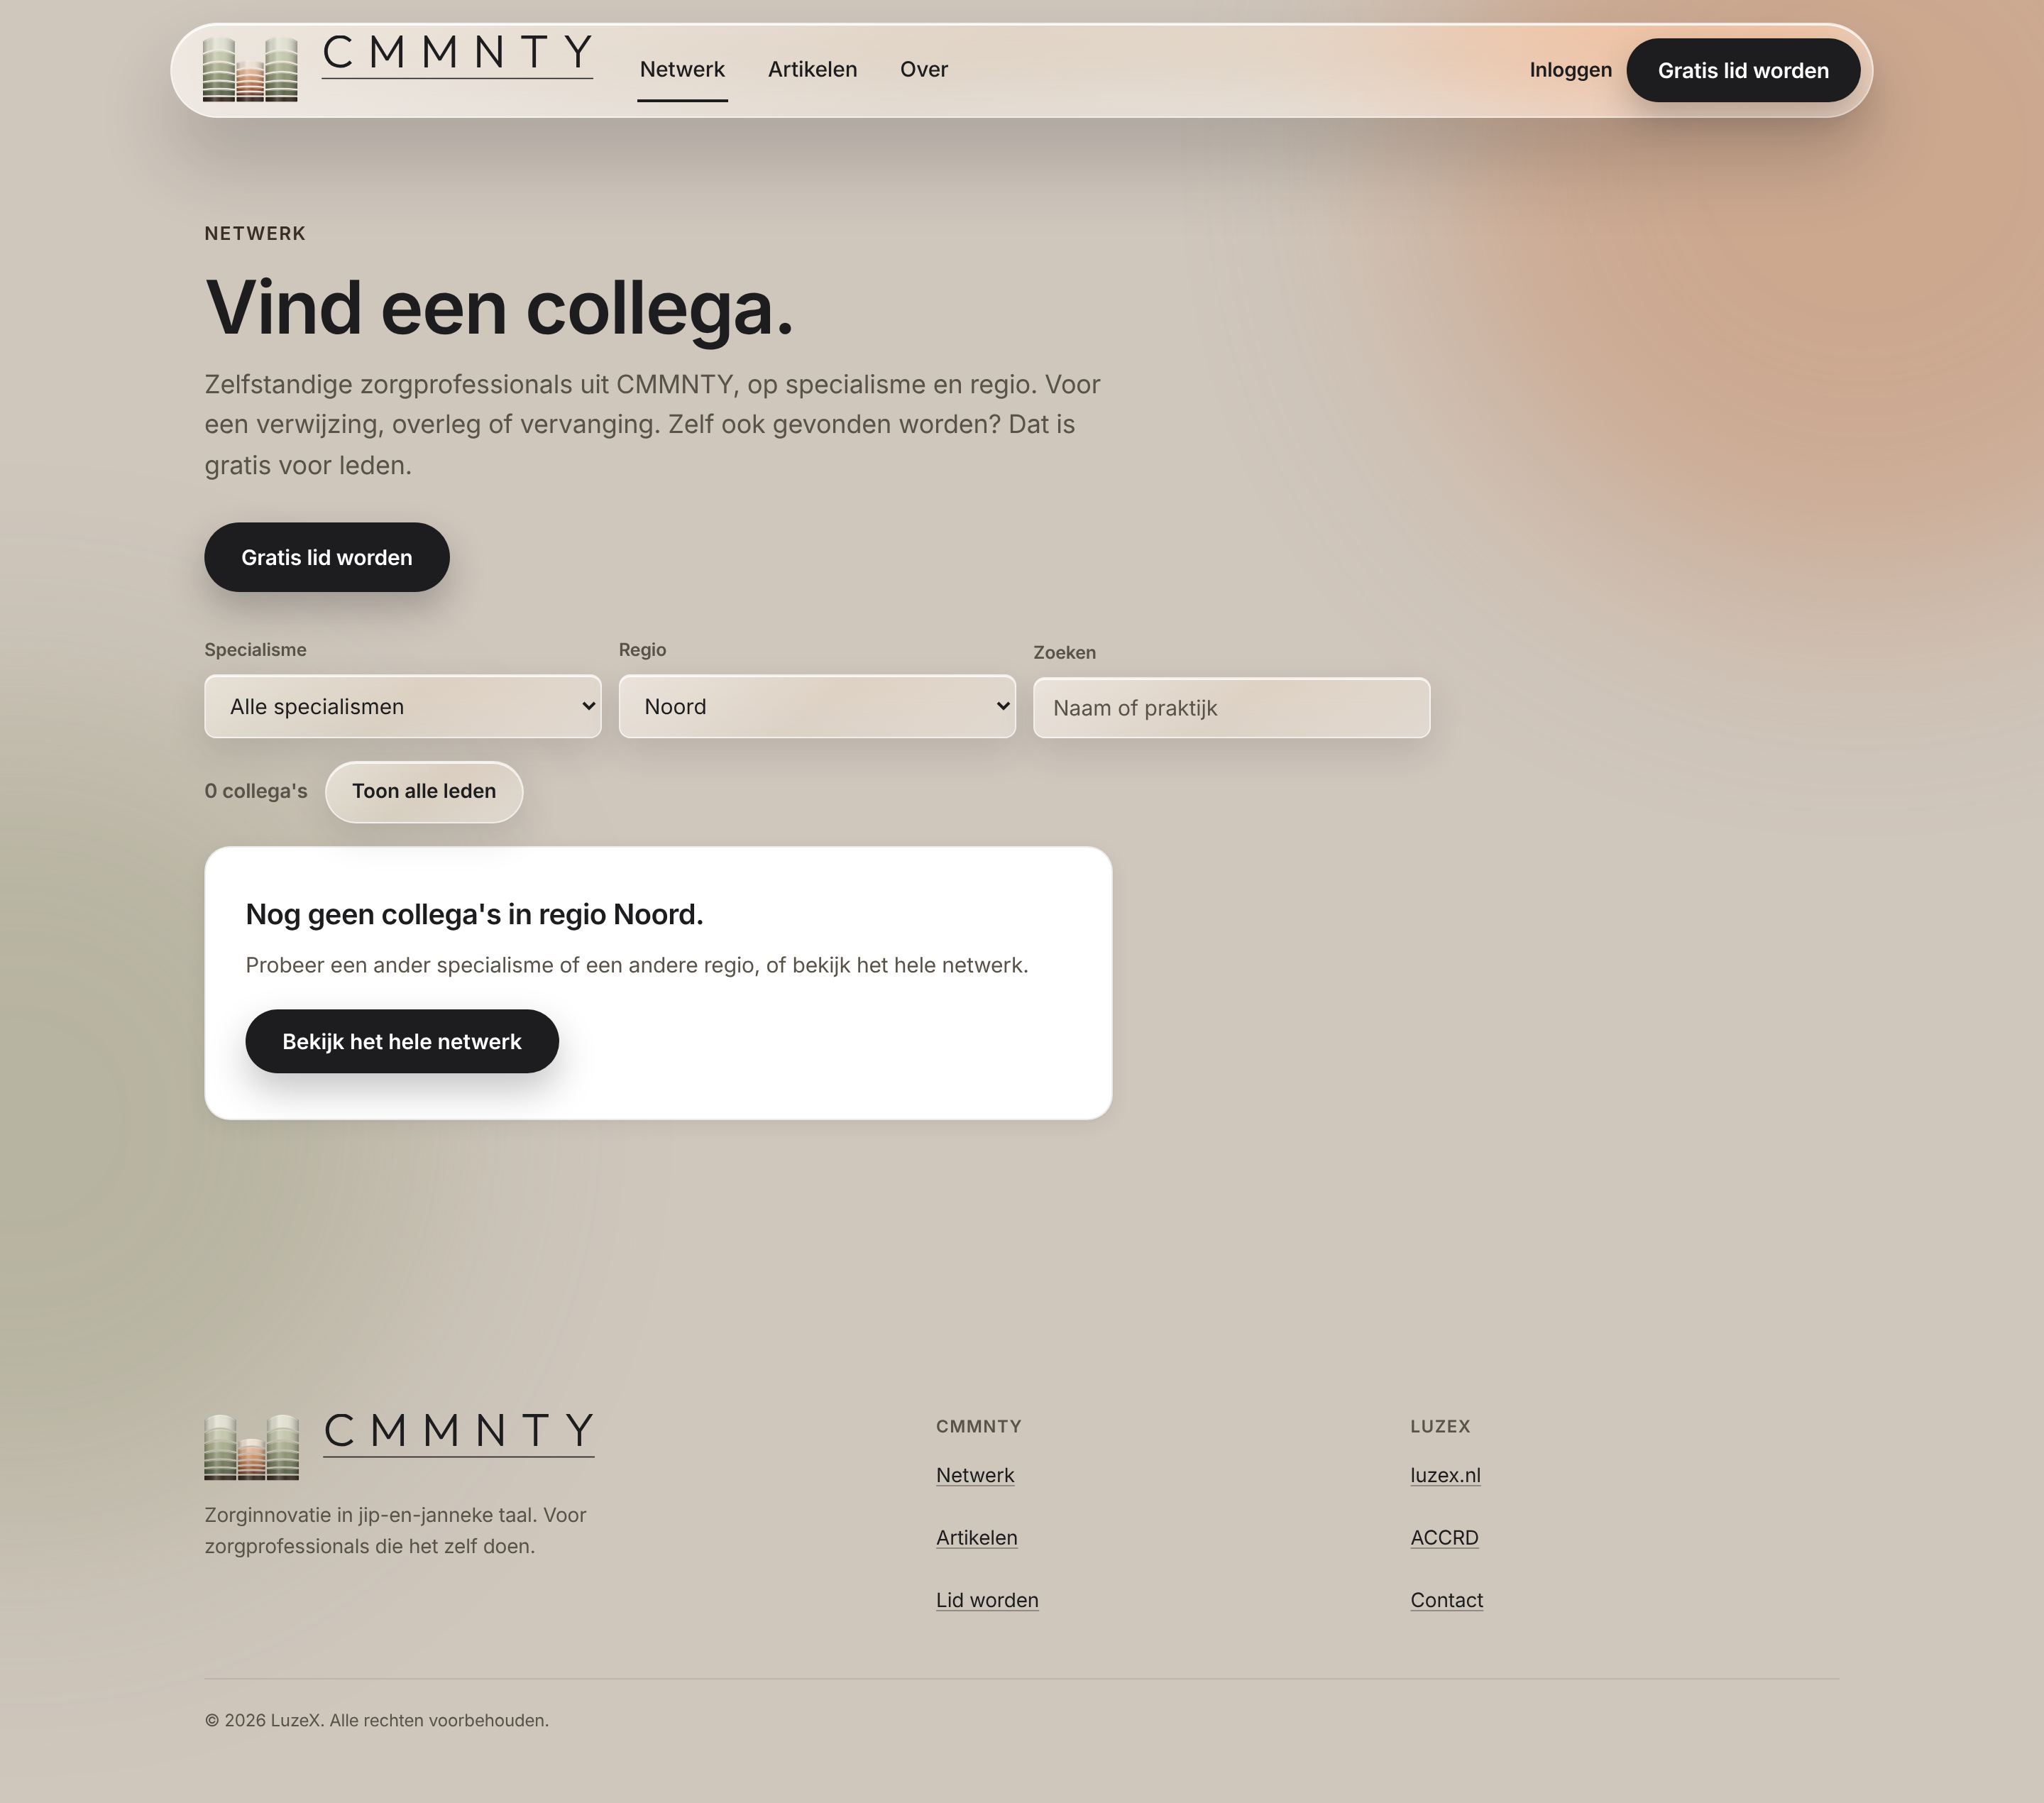 CMMNTY
Netwerk
Artikelen
Over
Inloggen
Gratis lid worden
NETWERK
Vind een collega.
Zelfstandige zorgprofessionals uit CMMNTY, op specialisme en regio. Voor
een verwijzing, overleg of vervanging. Zelf ook gevonden worden? Dat is
gratis voor leden.
Gratis lid worden
Specialisme
Regio
Zoeken
Alle specialismen
Noord
Naam of praktijk
0 collega's
Toon alle leden
Nog geen collega's in regio Noord.
Probeer een ander specialisme of een andere regio, of bekijk het hele netwerk.
Bekijk het hele netwerk
CMMNTY
Zorginnovatie in jip-en-janneke taal. Voor
zorgprofessionals die het zelf doen.
CMMNTY
Netwerk
Artikelen
Lid worden
LUZEX
luzex.nl
ACCRD
Contact
© 2026 LuzeX. Alle rechten voorbehouden.